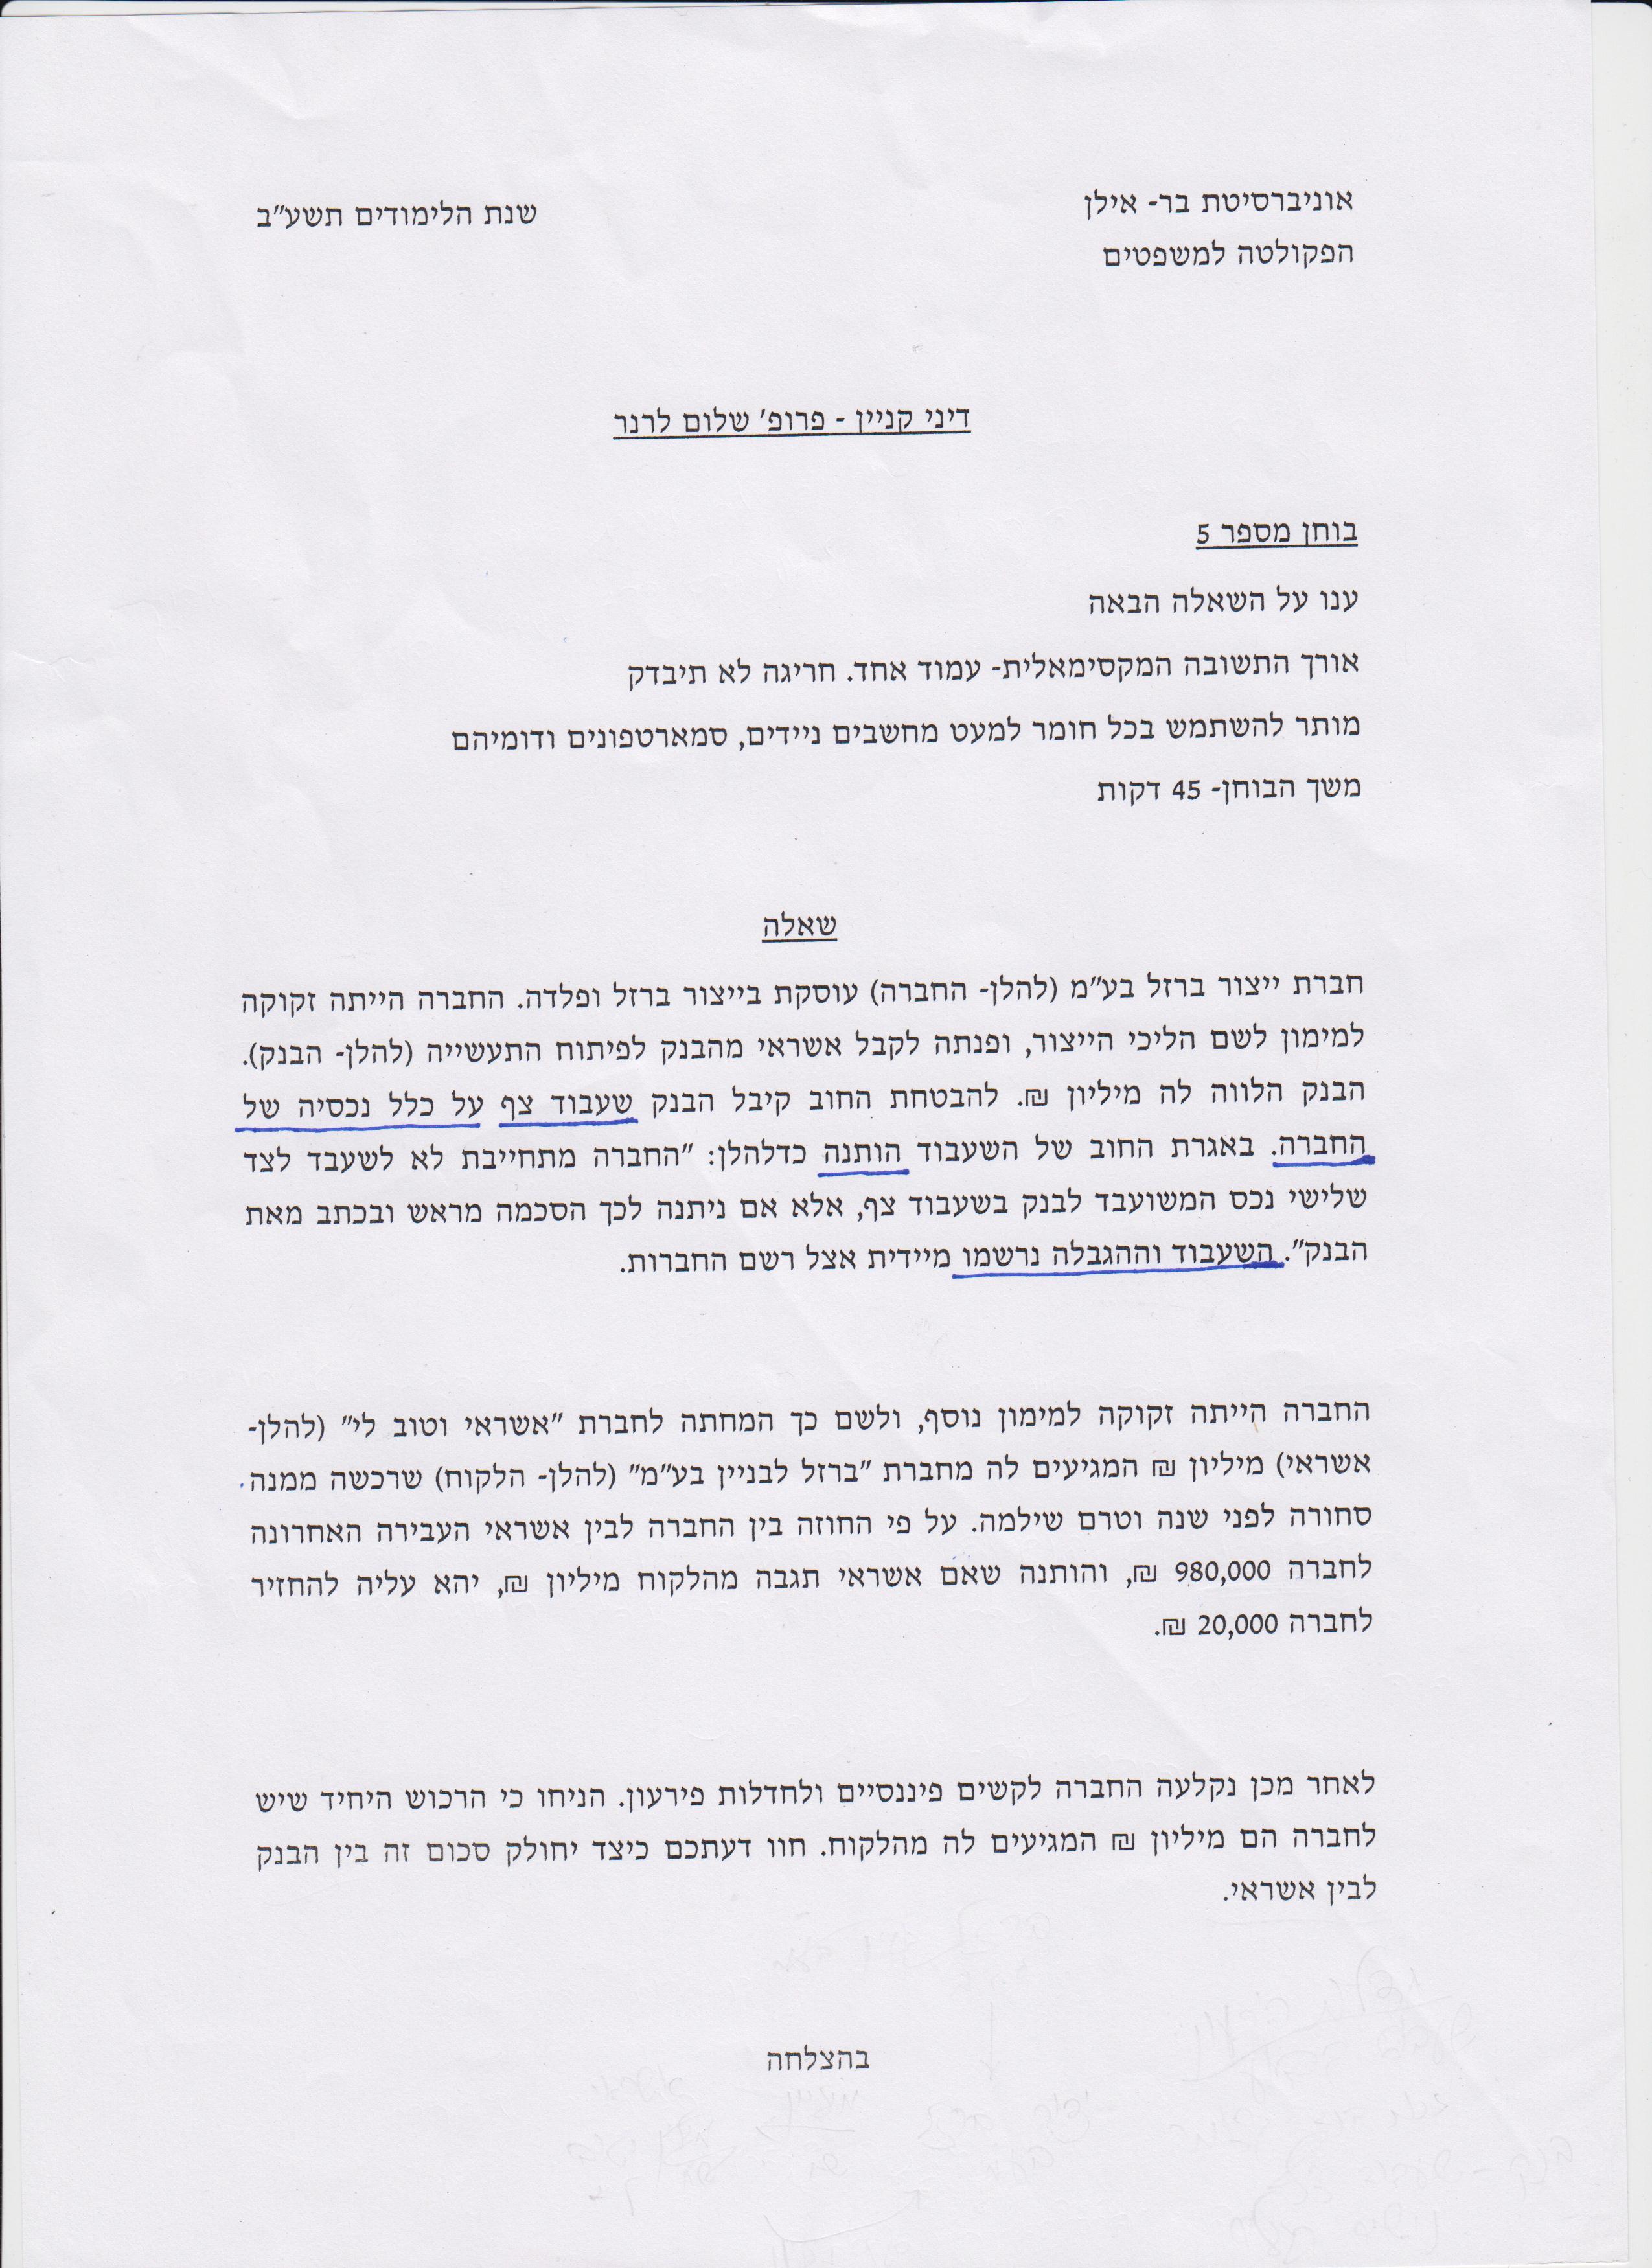 אוניברסיטת בר- אילן
שנת הלימודים תשע"ב
הפקולטה למשפטים
דיני קניין - פרופ' שלום לרנר
בוחן מספר 5
ענו על השאלה הבאה
אורך התשובה המקסימאלית- עמוד אחד. חריגה לא תיבדק
מותר להשתמש בכל חומר למעט מחשבים ניידים, סמארטפונים ודומיהם
משך הבוחן- 45 דקות
שאלה
חברת ייצור ברזל בע"מ (להלן- החברה) עוסקת בייצור ברזל ופלדה. החברה הייתה זקוקה
למימון לשם הליכי הייצור, ופנתה לקבל אשראי מהבנק לפיתוח התעשייה (להלן- הבנק).
הבנק הלווה לה מיליון ₪. להבטחת החוב קיבל הבנק שעבוד צף על כלל נכסיה של
החברה. באגרת החוב של השעבוד הותנה כדלהלן: "החברה מתחייבת לא לשעבד לצד
שלישי נכס המשועבד לבנק בשעבוד צף, אלא אם ניתנה לכך הסכמה מראש ובכתב מאת
הבנק". השעבוד וההגבלה נרשמו מיידית אצל רשם החברות.
החברה הייתה זקוקה למימון נוסף, ולשם כך המחתה לחברת "אשראי וטוב לי" (להלן-
אשראי) מיליון ₪ המגיעים לה מחברת "ברזל לבניין בע"מ" (להלן- הלקוח) שרכשה ממנה
סחורה לפני שנה וטרם שילמה. על פי החוזה בין החברה לבין אשראי העבירה האחרונה
לחברה 980,000 ₪, והותנה שאם אשראי תגבה מהלקוח מיליון ₪, יהא עליה להחזיר
לחברה 20,000 ₪.
לאחר מכן נקלעה החברה לקשים פיננסיים ולחדלות פירעון. הניחו כי הרכוש היחיד שיש
לחברה הם מיליון ₪ המגיעים לה מהלקוח. חוו דעתכם כיצד יחולק סכום זה בין הבנק
לבין אשראי.
בהצלחה